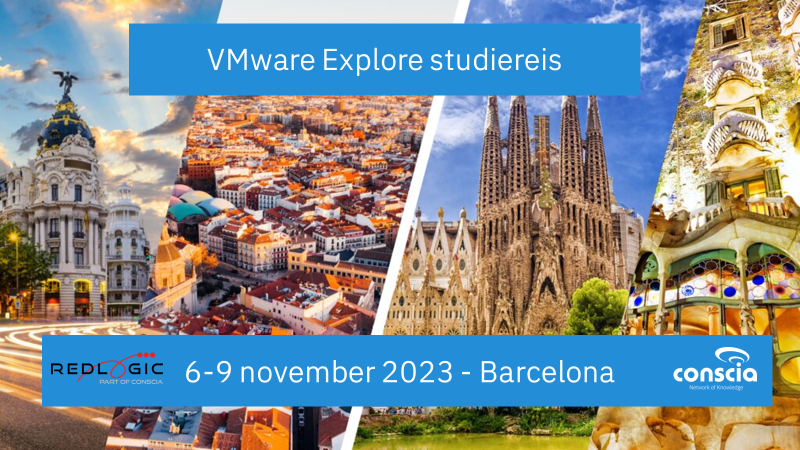 VMware Explore studiereis
REDLOGIC
PART OF CONSCIA
6-9 november 2023 - Barcelona
conscia
Network of Knowledge